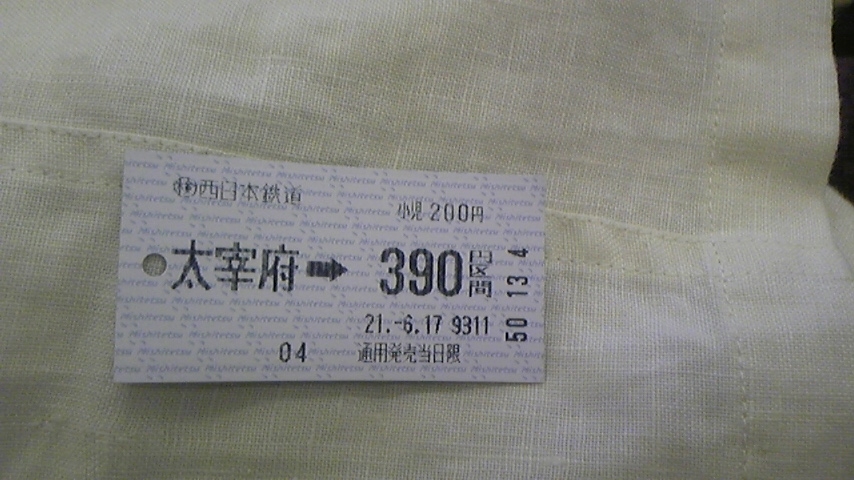 ㊑西日本鉄道
小児 200円
太宰府➡ 390円区間
21.-6.17 9311
04 通用発売当日限
50 13 4